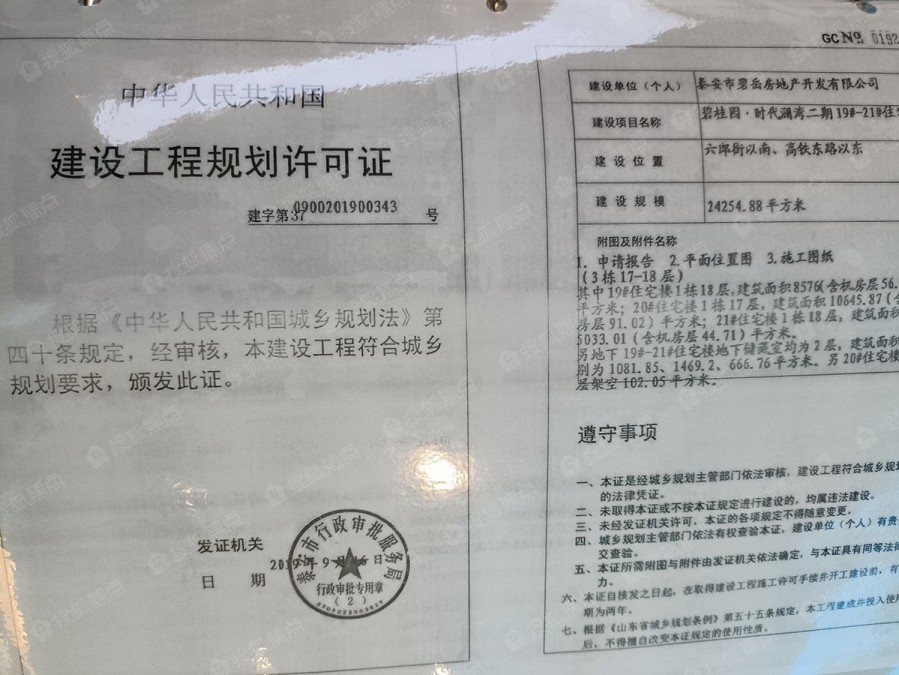 中华人民共和国
建设工程规划许可证
建字第37 0900201900343 号
根据《中华人民共和国城乡规划法》第
四十条规定，经审核，本建设工程符合城乡
规划要求，颁发此证。
发证机关
日 期
2019年9月16日
泰安市行政审批服务局
行政审批专用章
（2）
GC No. 0192
建设单位（个人） 泰安市碧岳房地产开发有限公司
建设项目名称 碧桂园·时代澜湾二期19#-21#住
建设位置 六郎街以南、高铁东路以东
建设规模 24254.88平方米
附图及附件名称
1. 申请报告 2.平面位置图 3.施工图纸
（3栋17-18层）
其中19#住宅楼1栋18层,建筑面积8576(含机房层56.
平方米；20#住宅楼1栋17层，建筑面积10645.87(含
房层91.02）平方米；21#住宅楼1栋18层，建筑面
5033.01（含机房层44.71）平方米。
另地下19#-21#住宅楼地下储藏室均为2层，建筑面积
别为1081.85、1469.2、666.76平方米。另20#住宅楼
层架空102.05平方米。
遵守事项
一、本证是经城乡规划主管部门依法审核，建设工程符合城乡规划
的法律凭证。
二、未取得本证或不按本证规定进行建设的，均属违法建设。
三、未经发证机关许可，本证的各项规定不得随意变更。
四、城乡规划主管部门依法有权查验本证，建设单位（个人）有责
交查验。
五、本证所需附图与附件由发证机关依法确定，与本证具有同等法律
力。
六、本证自核发之日起，在取得建设工程施工许可手续并开工建设前，有
期为两年。
七、根据《山东省城乡规划条例》第五十五条规定，本工程建成并投入使用
后，不得擅自改变本证规定的使用性质。